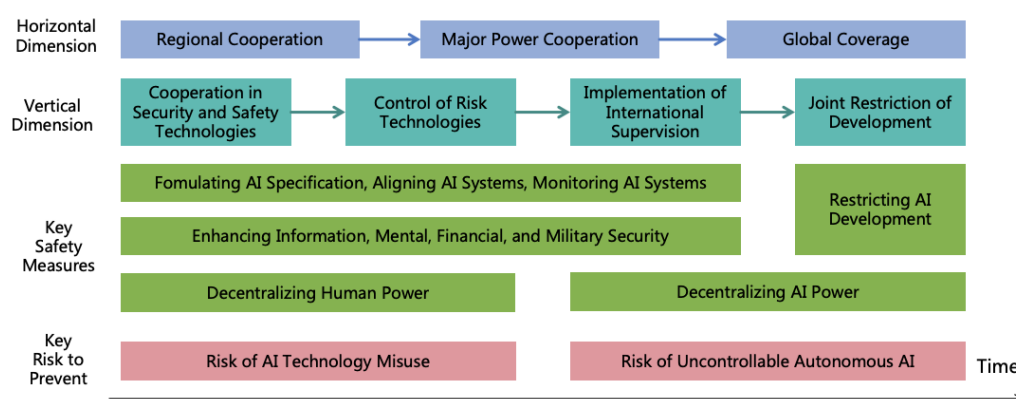 Horizontal
Dimension
Regional Cooperation
Major Power Cooperation
Global Coverage
Vertical
Dimension
Cooperation in
Security and Safety
Technologies
Control of Risk
Technologies
Implementation of
International
Supervision
Joint Restriction of
Development
Key
Safety
Measures
Fomulating AI Specification, Aligning AI Systems, Monitoring AI Systems
Restricting AI
Development
Enhancing Information, Mental, Financial, and Military Security
Decentralizing Human Power
Decentralizing AI Power
Key
Risk to
Prevent
Risk of AI Technology Misuse
Risk of Uncontrollable Autonomous AI
Time